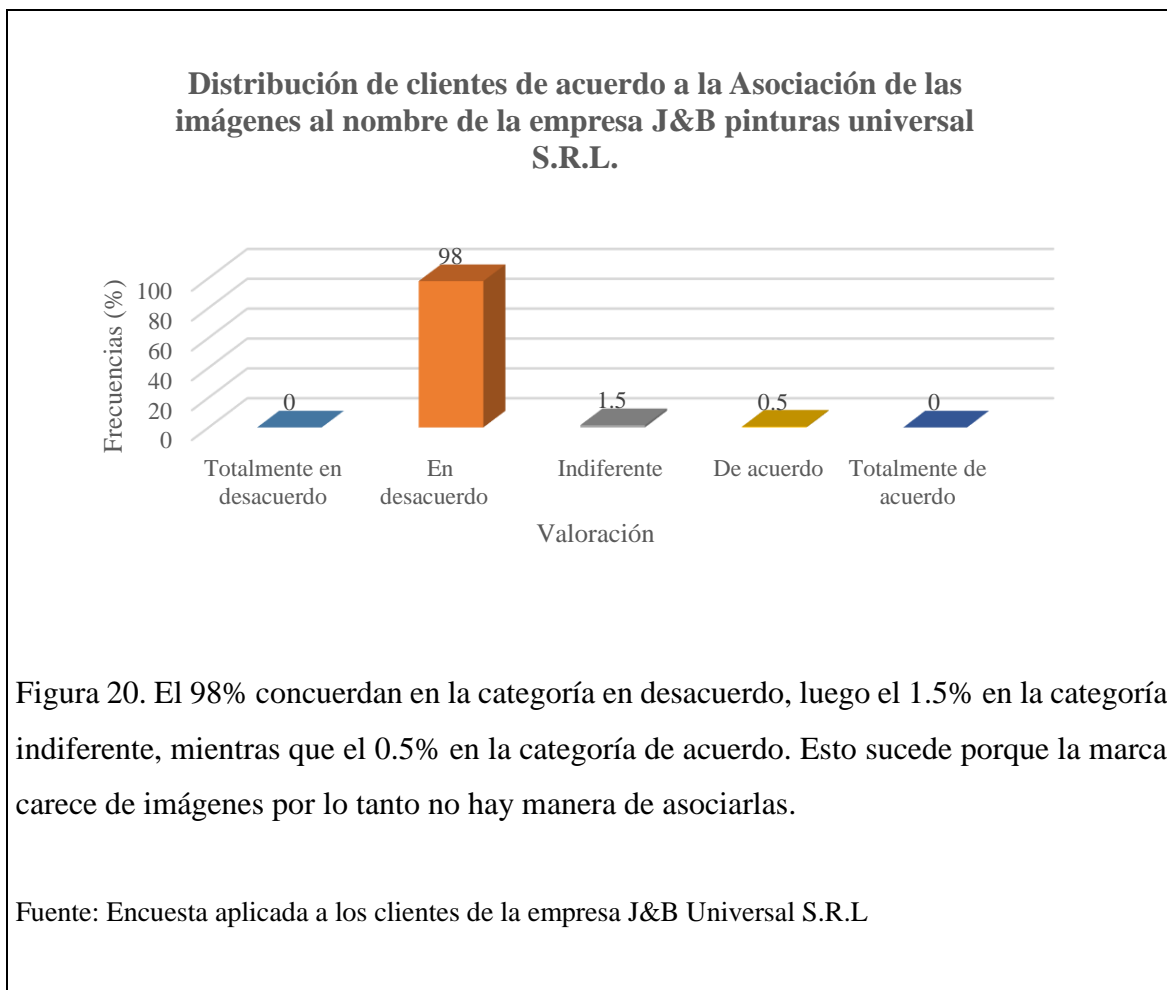 Distribución de clientes de acuerdo a la Asociación de las
imágenes al nombre de la empresa J&B pinturas universal
S.R.L.
Frecuencias (%)
100
80
60
40
20
0
0
98
1.5
0.5
0
Totalmente en
desacuerdo
En
desacuerdo
Indiferente
De acuerdo
Totalmente de
acuerdo
Valoración
Figura 20. El 98% concuerdan en la categoría en desacuerdo, luego el 1.5% en la categoría
indiferente, mientras que el 0.5% en la categoría de acuerdo. Esto sucede porque la marca
carece de imágenes por lo tanto no hay manera de asociarlas.
Fuente: Encuesta aplicada a los clientes de la empresa J&B Universal S.R.L